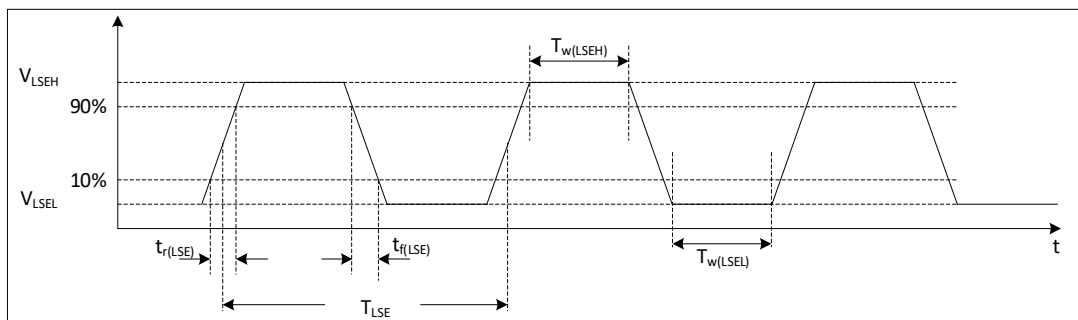 T_w(LSEH)
V_LSEH
90%
10%
V_LSEL
t_r(LSE)
t_f(LSE)
T_w(LSEL)
t
T_LSE